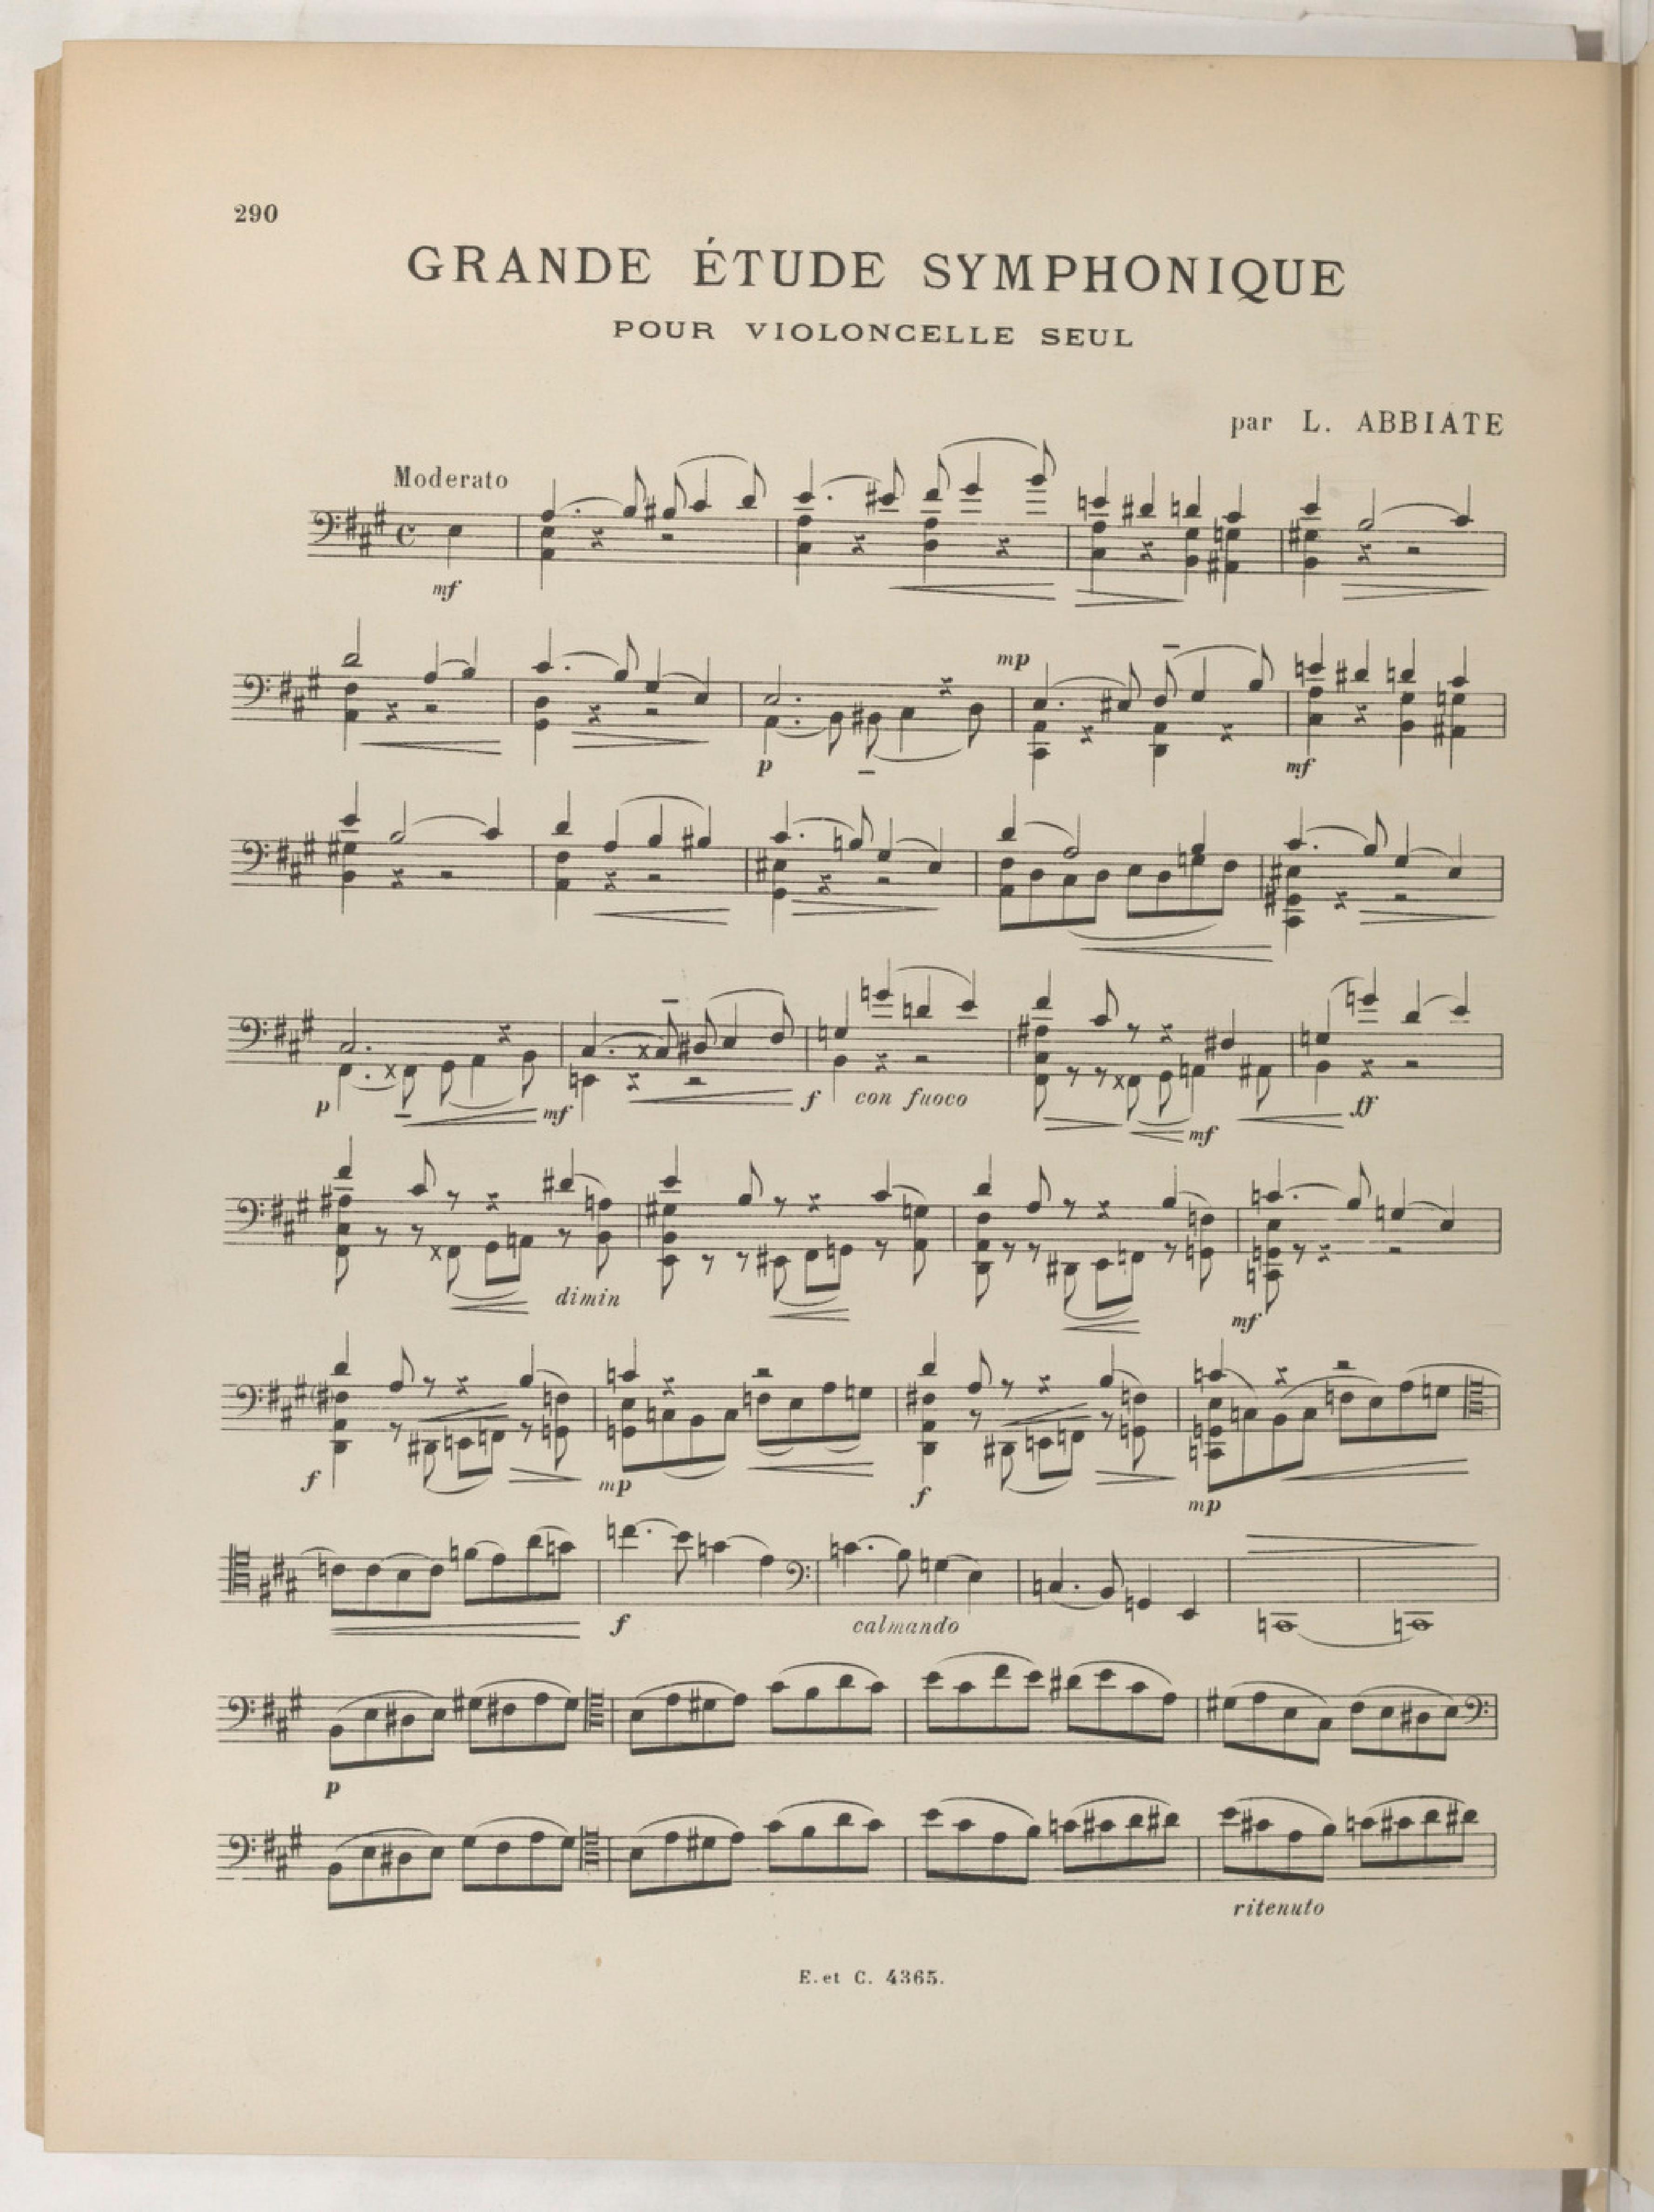 290
GRANDE ÉTUDE SYMPHONIQUE
POUR VIOLONCELLE SEUL
par L. ABBIATE
Moderato
mf
mp
p
mf
p
mf
f con fuoco
mf
ff
dimin
mf
f
mp
f
mp
f
calmando
p
ritenuto
E. et C. 4365.